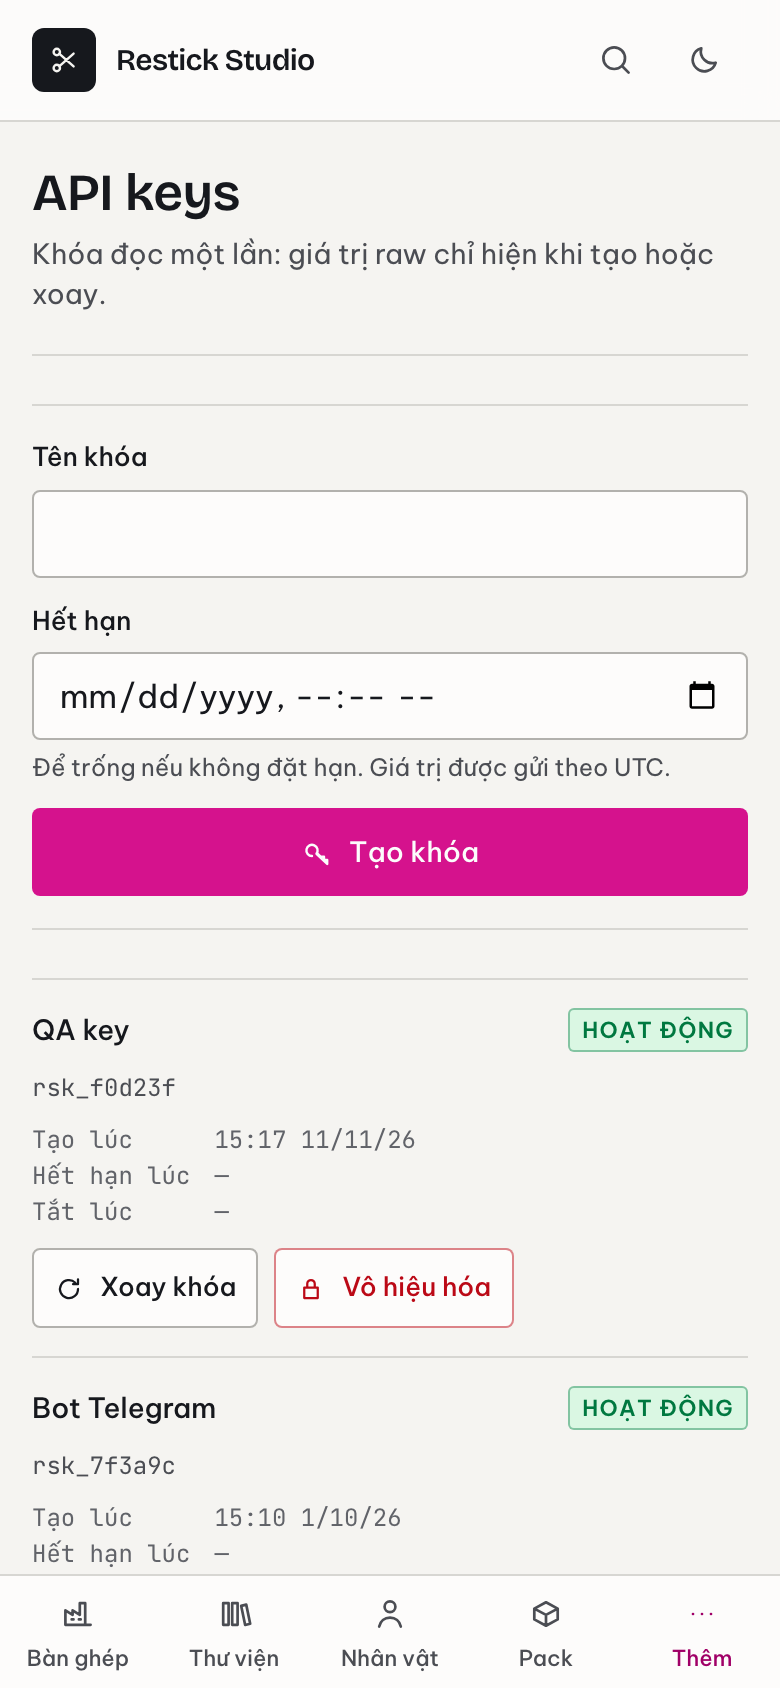 Restick Studio
API keys
Khóa đọc một lần: giá trị raw chỉ hiện khi tạo hoặc
xoay.
Tên khóa
Hết hạn
mm/dd/yyyy, --:-- --
Để trống nếu không đặt hạn. Giá trị được gửi theo UTC.
Tạo khóa
QA key HOẠT ĐỘNG
rsk_f0d23f
Tạo lúc 15:17 11/11/26
Hết hạn lúc —
Tắt lúc —
Xoay khóa Vô hiệu hóa
Bot Telegram HOẠT ĐỘNG
rsk_7f3a9c
Tạo lúc 15:10 1/10/26
Hết hạn lúc —
Bàn ghép Thư viện Nhân vật Pack Thêm